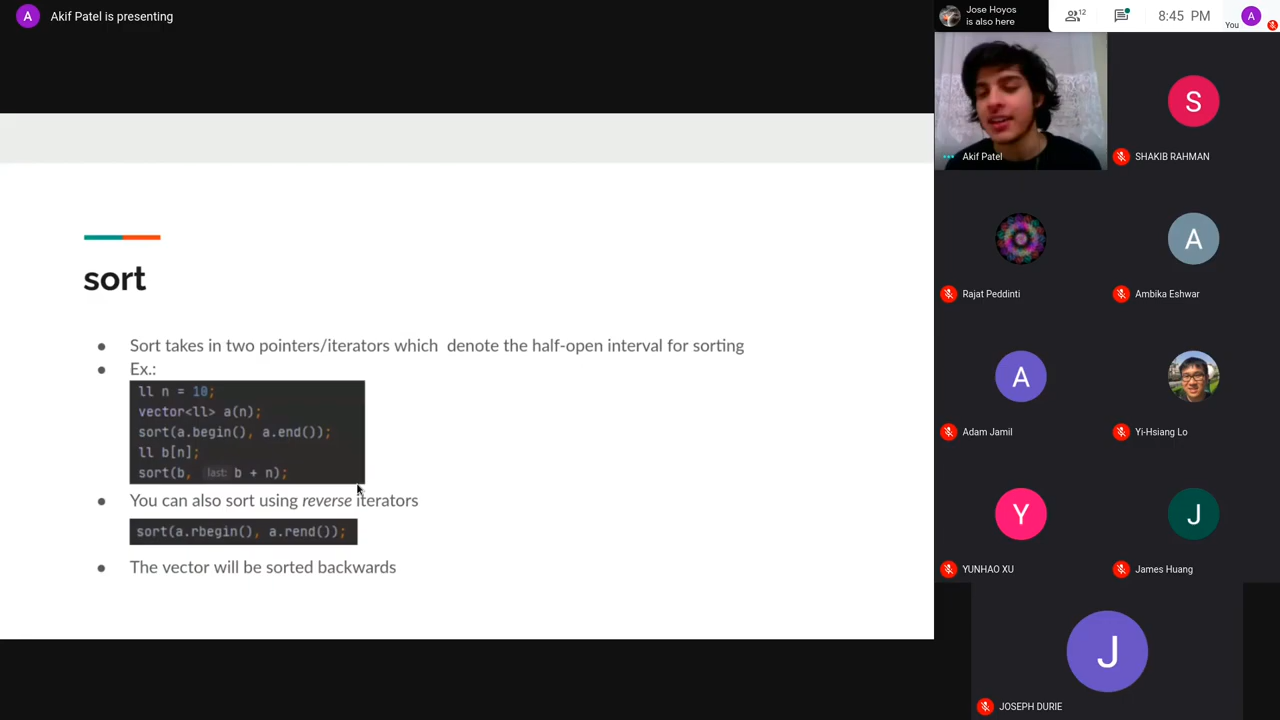 A
Akif Patel is presenting
Jose Hoyos
is also here
12
8:45 PM
You
A
sort
● Sort takes in two pointers/iterators which denote the half-open interval for sorting
● Ex.:
ll n = 10;
vector<ll> a(n);
sort(a.begin(), a.end());
ll b[n];
sort(b, last: b + n);
● You can also sort using reverse iterators
sort(a.rbegin(), a.rend());
● The vector will be sorted backwards
Akif Patel
S
SHAKIB RAHMAN
Rajat Peddinti
A
Ambika Eshwar
A
Adam Jamil
Yi-Hsiang Lo
Y
YUNHAO XU
J
James Huang
J
JOSEPH DURIE